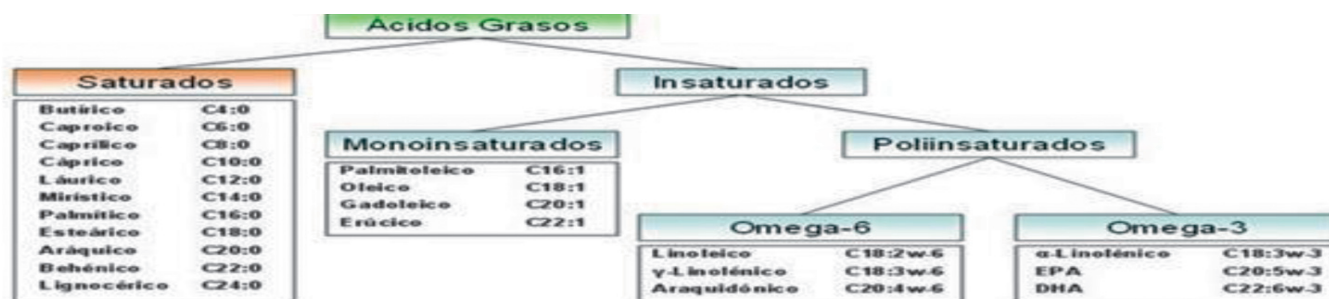 Ácidos Grasos
Saturados
Butírico C4:0
Caproico C6:0
Caprílico C8:0
Cáprico C10:0
Láurico C12:0
Mirístico C14:0
Palmítico C16:0
Esteárico C18:0
Aráquico C20:0
Behénico C22:0
Lignocérico C24:0
Insaturados
Monoinsaturados
Palmitoleico C16:1
Oleico C18:1
Gadoleico C20:1
Erúcico C22:1
Poliinsaturados
Omega-6
Linoleico C18:2w-6
γ-Linolénico C18:3w-6
Araquidónico C20:4w-6
Omega-3
α-Linolénico C18:3w-3
EPA C20:5w-3
DHA C22:6w-3